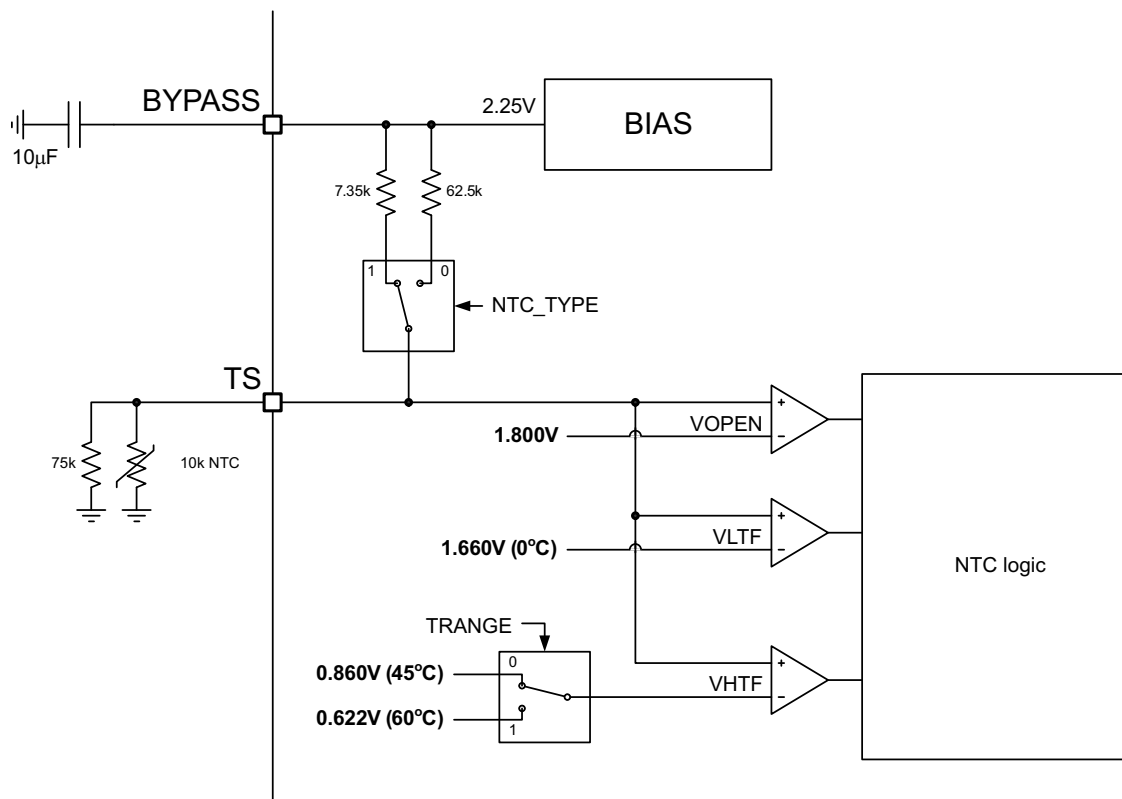 BYPASS
2.25V
BIAS
10μF
7.35k
62.5k
1
0
NTC_TYPE
TS
+
VOPEN
−
1.800V
75k
10k NTC
+
VLTF
−
1.660V (0°C)
NTC logic
TRANGE
0
0.860V (45°C)
+
VHTF
−
0.622V (60°C)
1